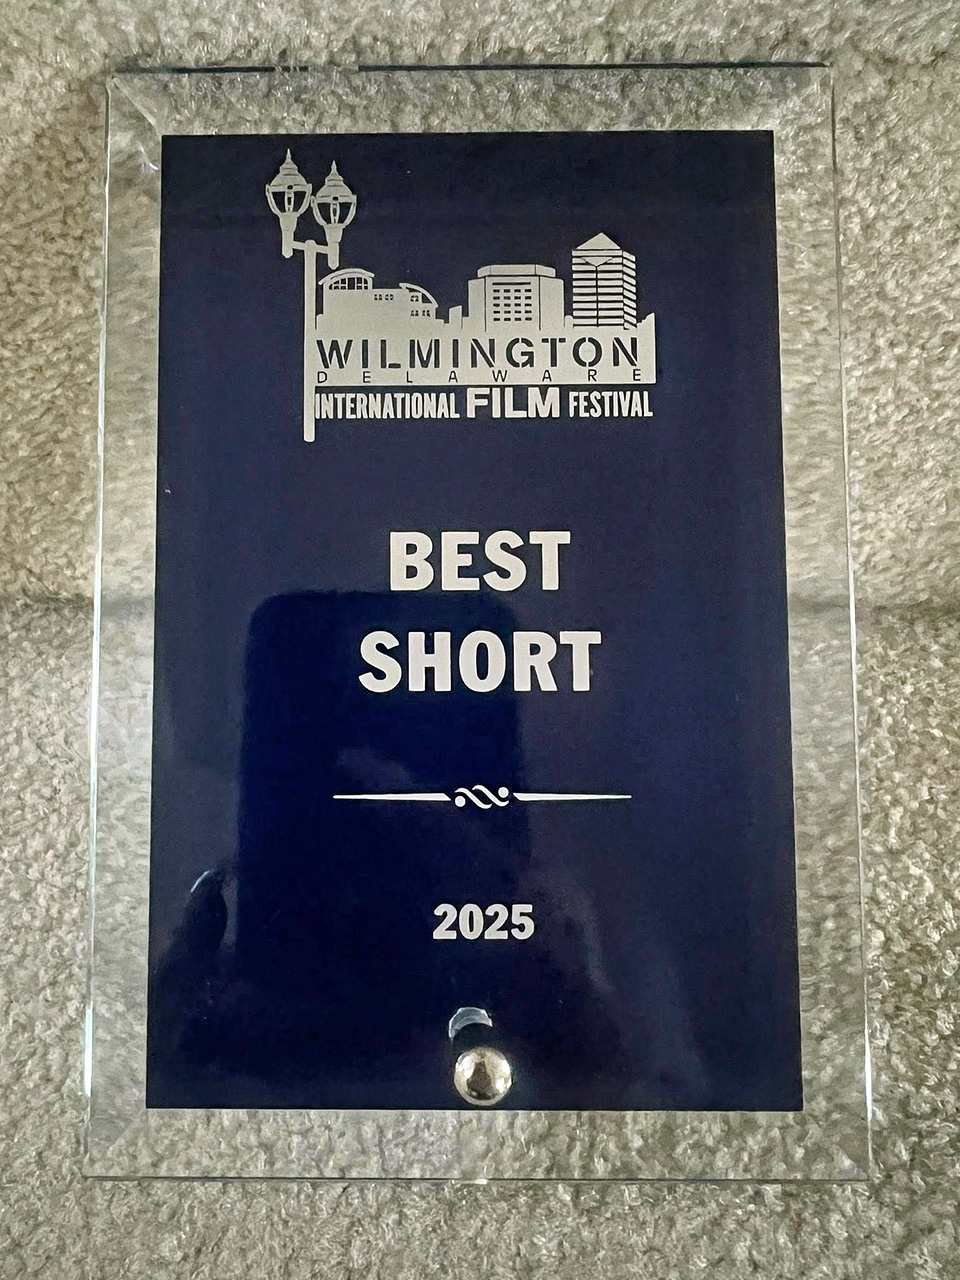 WILMINGTON
DELAWARE
INTERNATIONAL FILM FESTIVAL
BEST
SHORT
2025